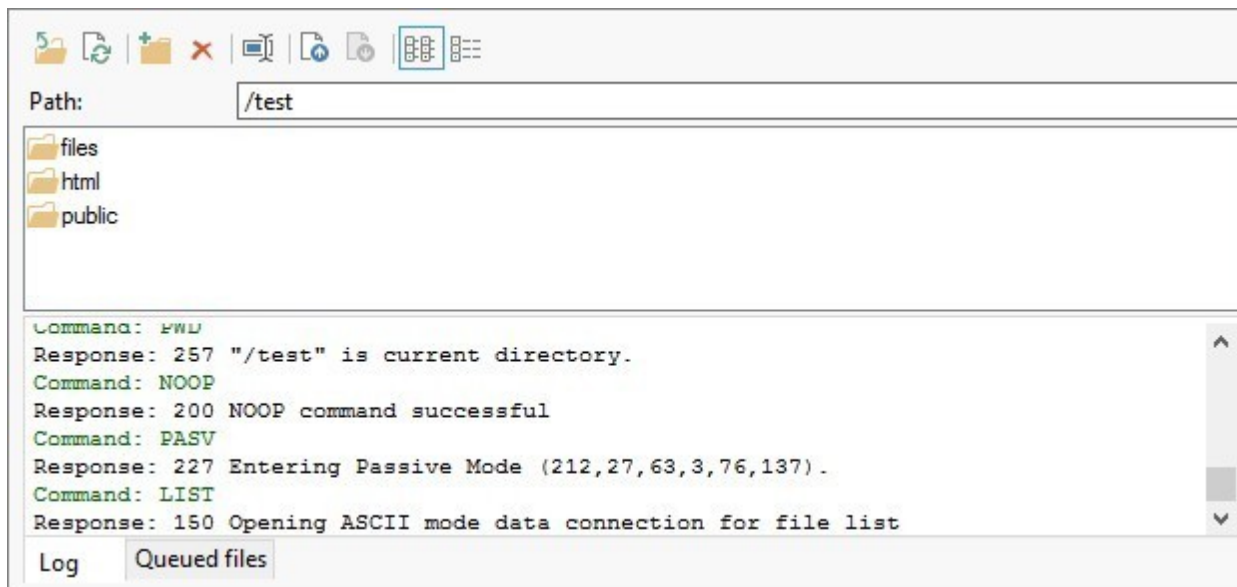 Path:
/test
files
html
public
Command: PWD
Response: 257 "/test" is current directory.
Command: NOOP
Response: 200 NOOP command successful
Command: PASV
Response: 227 Entering Passive Mode (212,27,63,3,76,137).
Command: LIST
Response: 150 Opening ASCII mode data connection for file list
Log
Queued files